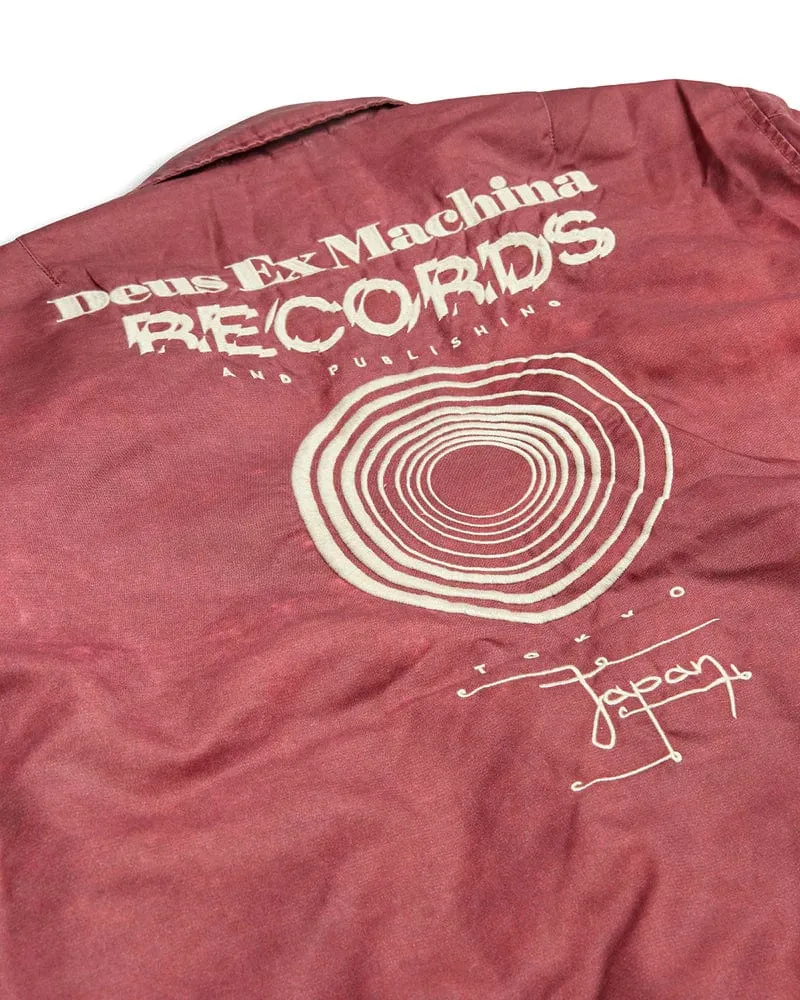 Deus Ex Machina
RECORDS
AND PUBLISHING
TOKYO
Japan